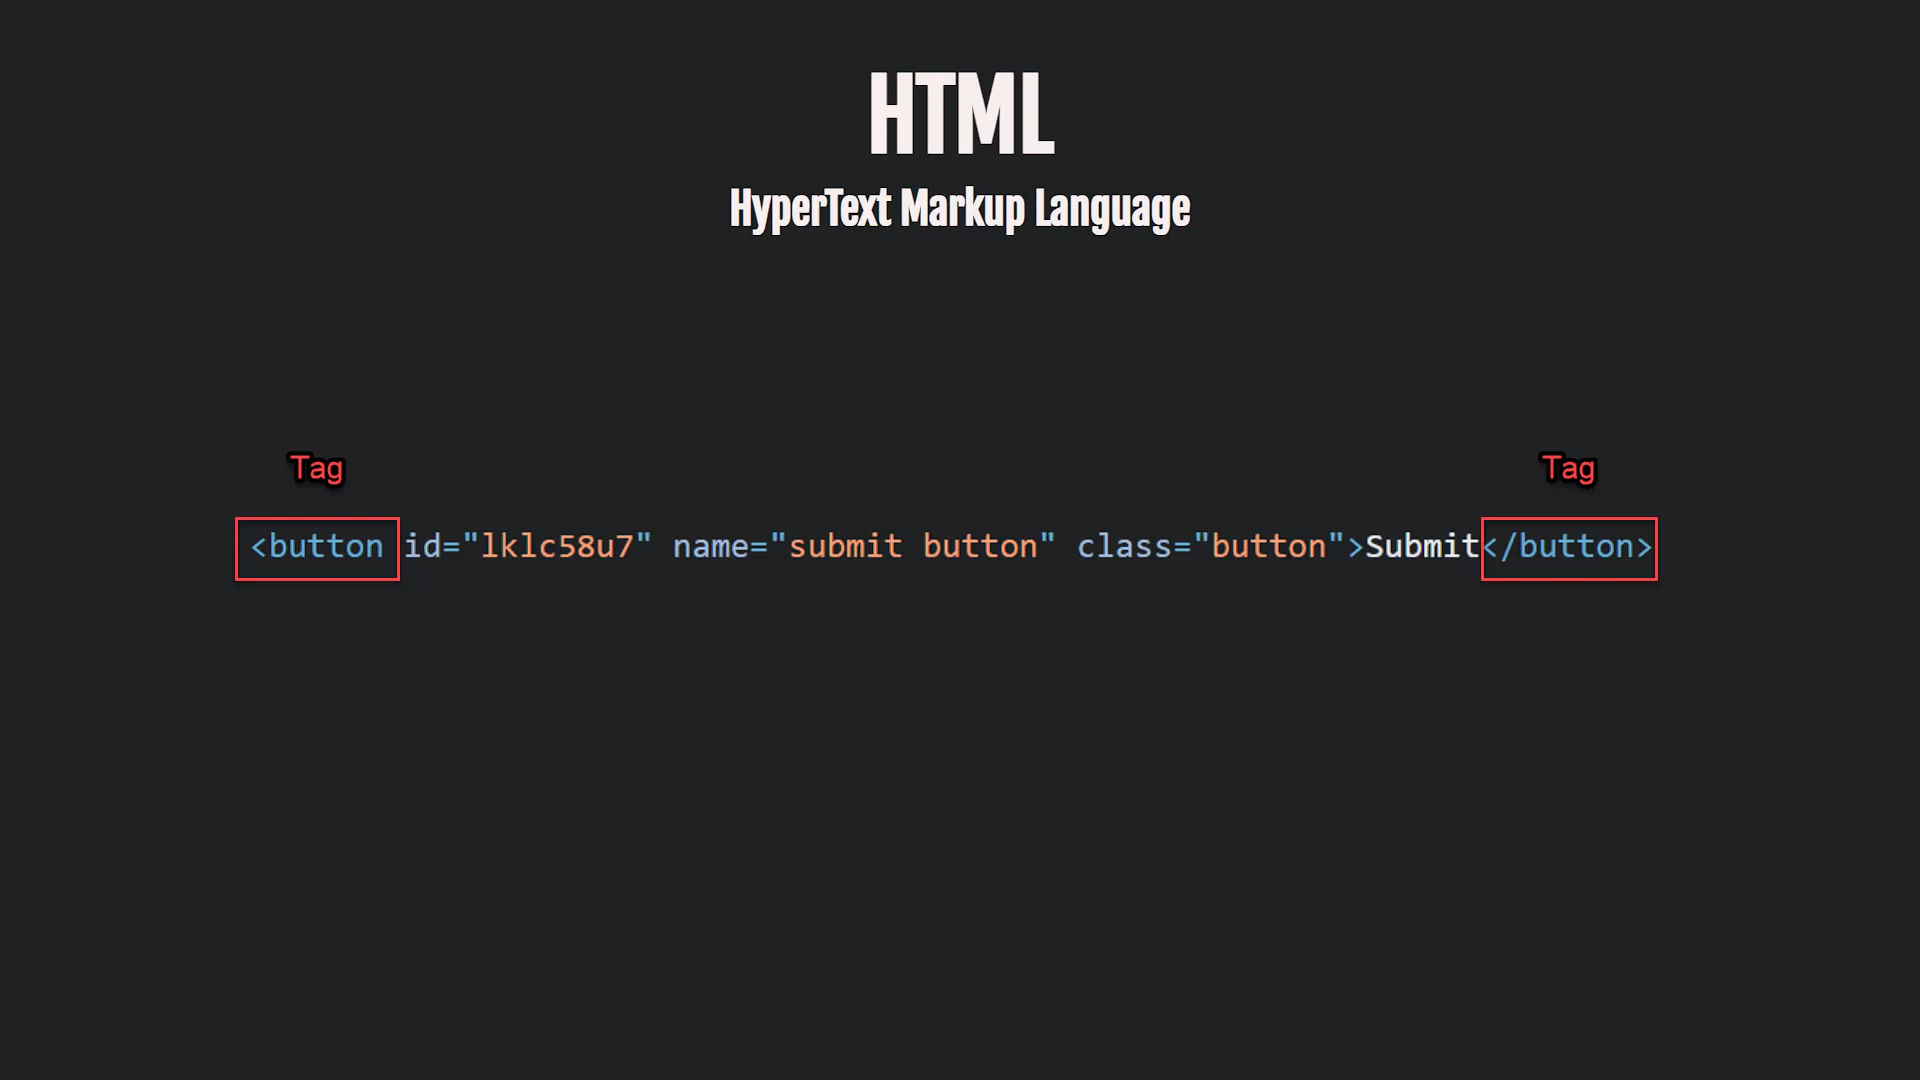 HTML
HyperText Markup Language
Tag Tag
<button id="lklc58u7" name="submit button" class="button">Submit</button>